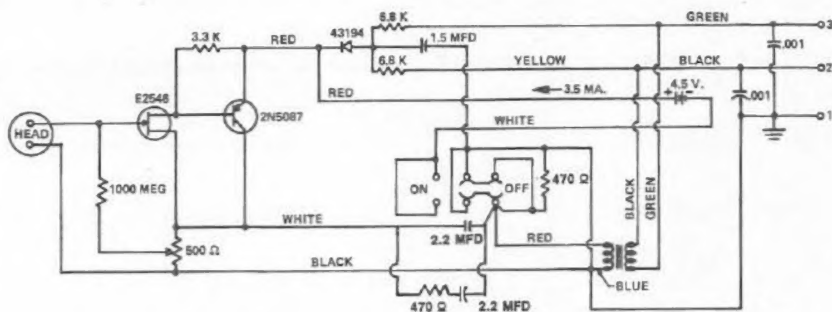 6.8 K
GREEN
3
3.3 K
RED
43194
1.5 MFD
.001
6.8 K
YELLOW
BLACK
2
E2546
RED
3.5 MA.
4.5 V.
+ -
.001
HEAD
2N5087
WHITE
1
1000 MEG
ON
OFF
470 Ω
BLACK
GREEN
WHITE
500 Ω
2.2 MFD
RED
BLACK
BLUE
470 Ω
2.2 MFD